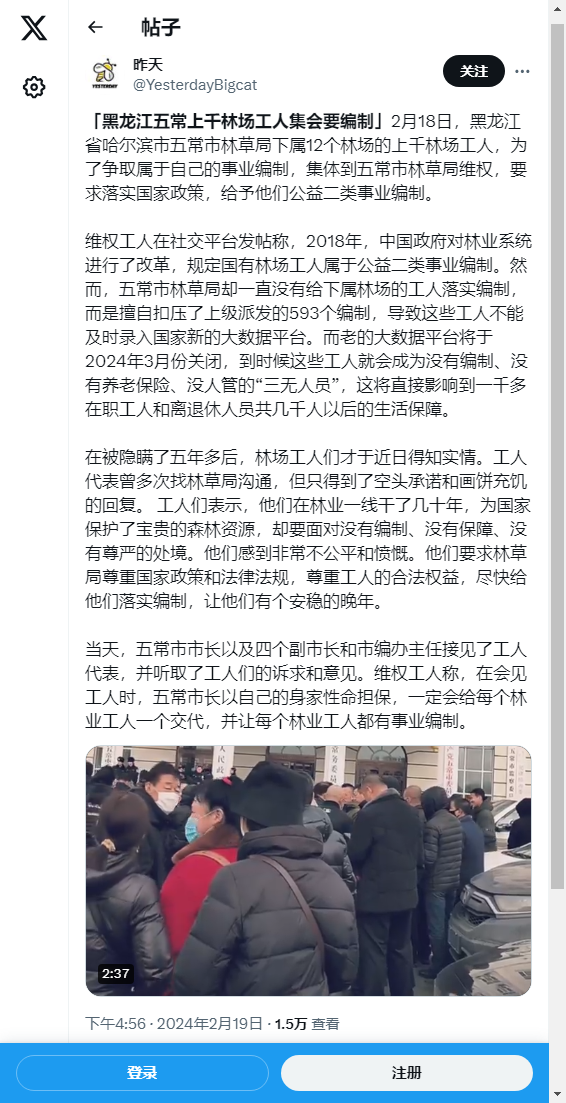 帖子
昨天
@YesterdayBigcat
关注
「黑龙江五常上千林场工人集会要编制」2月18日，黑龙江
省哈尔滨市五常市林草局下属12个林场的上千林场工人，为
了争取属于自己的事业编制，集体到五常市林草局维权，要
求落实国家政策，给予他们公益二类事业编制。
维权工人在社交平台发帖称，2018年，中国政府对林业系统
进行了改革，规定国有林场工人属于公益二类事业编制。然
而，五常市林草局却一直没有给下属林场的工人落实编制，
而是擅自扣压了上级派发的593个编制，导致这些工人不能
及时录入国家新的大数据平台。而老的大数据平台将于
2024年3月份关闭，到时候这些工人就会成为没有编制、没
有养老保险、没人管的“三无人员”，这将直接影响到一千多
在职工人和离退休人员共几千人以后的生活保障。
在被隐瞒了五年多后，林场工人们才于近日得知实情。工人
代表曾多次找林草局沟通，但只得到了空头承诺和画饼充饥
的回复。 工人们表示，他们在林业一线干了几十年，为国家
保护了宝贵的森林资源，却要面对没有编制、没有保障、没
有尊严的处境。他们感到非常不公平和愤慨。他们要求林草
局尊重国家政策和法律法规，尊重工人的合法权益，尽快给
他们落实编制，让他们有个安稳的晚年。
当天，五常市市长以及四个副市长和市编办主任接见了工人
代表，并听取了工人们的诉求和意见。维权工人称，在会见
工人时，五常市长以自己的身家性命担保，一定会给每个林
业工人一个交代，并让每个林业工人都有事业编制。
YESTERDAY
人民政
2:37
下午4:56 · 2024年2月19日 · 1.5万 查看
登录
注册